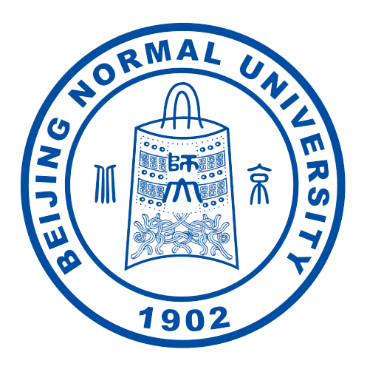 BEIJING NORMAL UNIVERSITY
北京
師
大
1902